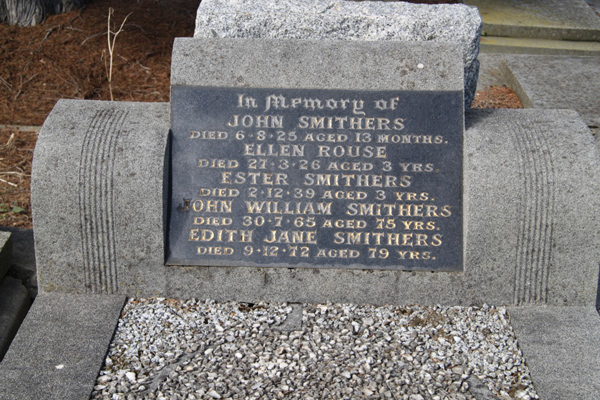 In Memory of
JOHN SMITHERS
DIED 6-8-25 AGED 13 MONTHS.
ELLEN ROUSE
DIED 27-3-26 AGED 3 YRS.
ESTER SMITHERS
DIED 2-12-39 AGED 3 YRS.
JOHN WILLIAM SMITHERS
DIED 30-7-65 AGED 75 YRS.
EDITH JANE SMITHERS
DIED 9-12-72 AGED 79 YRS.